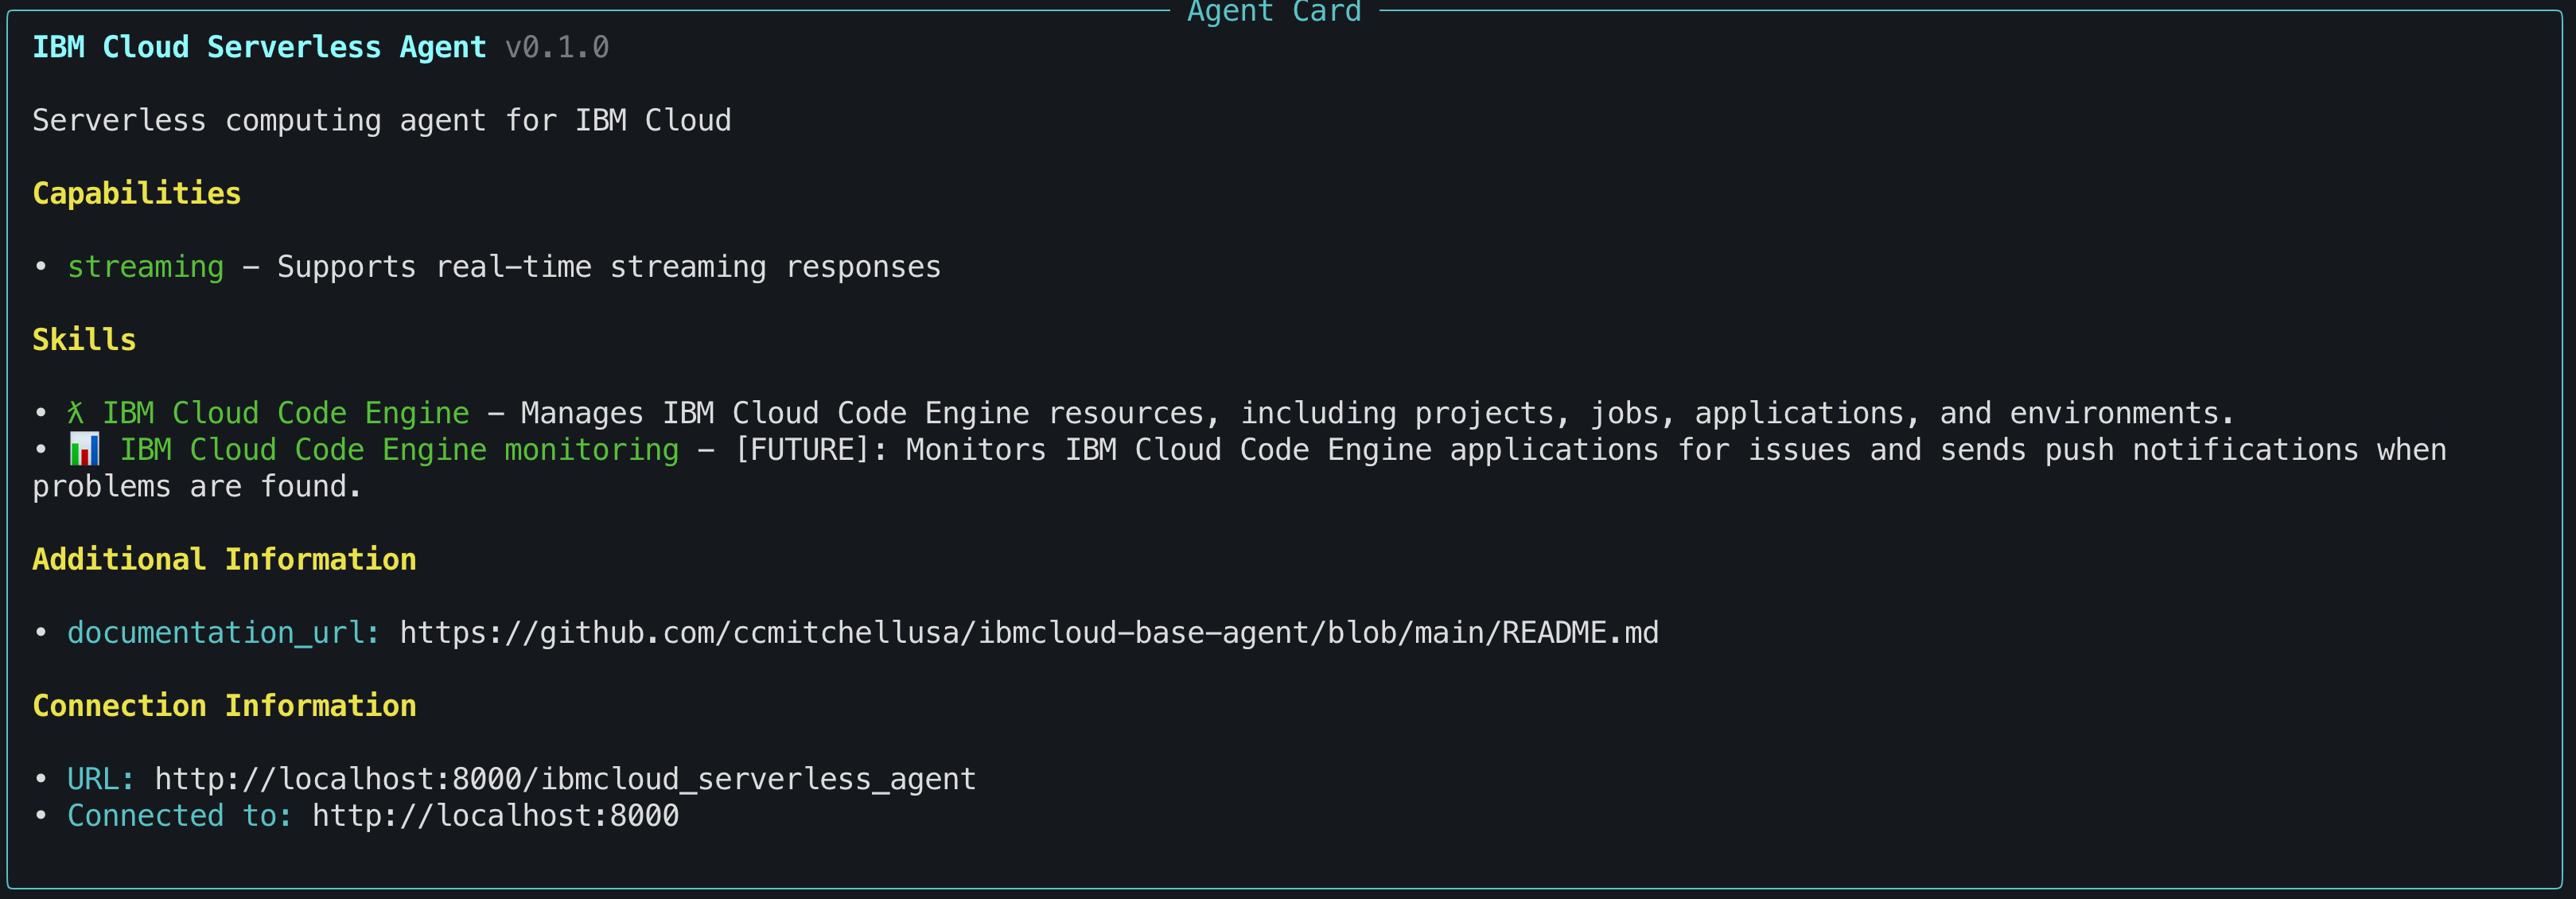 Agent Card
IBM Cloud Serverless Agent v0.1.0
Serverless computing agent for IBM Cloud
Capabilities
• streaming - Supports real-time streaming responses
Skills
• ƛ IBM Cloud Code Engine - Manages IBM Cloud Code Engine resources, including projects, jobs, applications, and environments.
• 📊 IBM Cloud Code Engine monitoring - [FUTURE]: Monitors IBM Cloud Code Engine applications for issues and sends push notifications when
problems are found.
Additional Information
• documentation_url: https://github.com/ccmitchellusa/ibmcloud-base-agent/blob/main/README.md
Connection Information
• URL: http://localhost:8000/ibmcloud_serverless_agent
• Connected to: http://localhost:8000